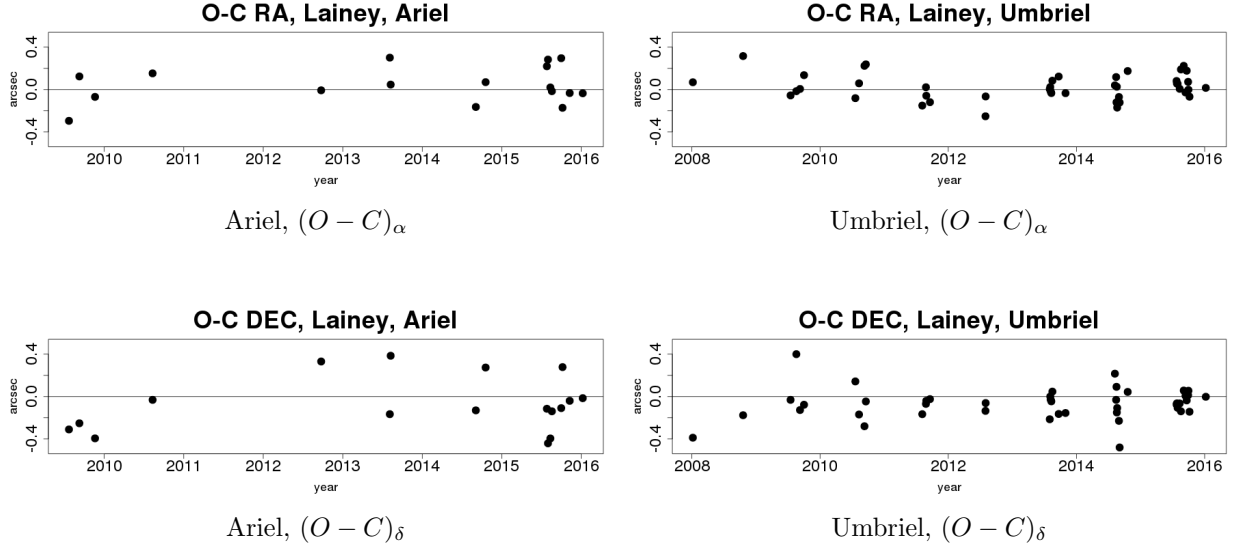 O-C RA, Lainey, Ariel
arcsec
0.4
0.0
-0.4
2010 2011 2012 2013 2014 2015 2016
year
Ariel, (O − C)α
O-C RA, Lainey, Umbriel
arcsec
0.4
0.0
-0.4
2008 2010 2012 2014 2016
year
Umbriel, (O − C)α
O-C DEC, Lainey, Ariel
arcsec
0.4
0.0
-0.4
2010 2011 2012 2013 2014 2015 2016
year
Ariel, (O − C)δ
O-C DEC, Lainey, Umbriel
arcsec
0.4
0.0
-0.4
2008 2010 2012 2014 2016
year
Umbriel, (O − C)δ